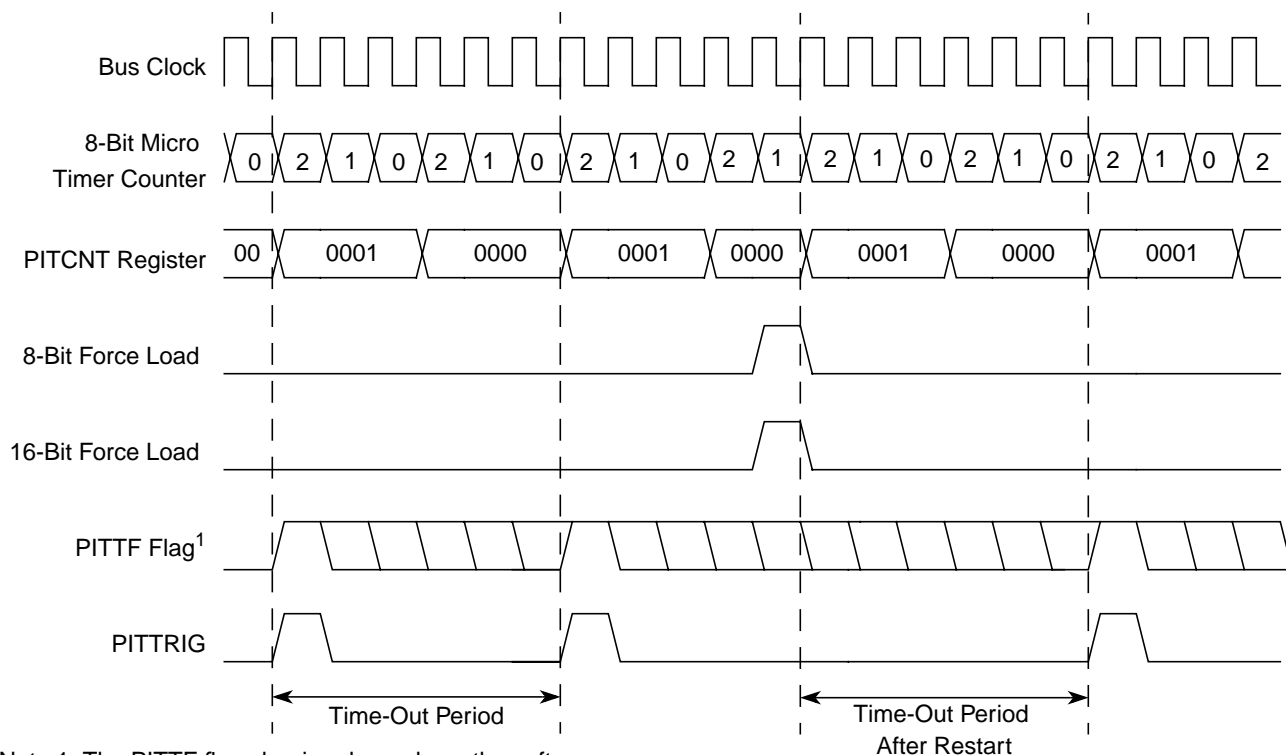 Bus Clock
8-Bit Micro
Timer Counter
0 2 1 0 2 1 0 2 1 0 2 1 2 1 0 2 1 0 2 1 0 2
PITCNT Register
00 0001 0000 0001 0000 0001 0000 0001
8-Bit Force Load
16-Bit Force Load
PITTF Flag1
PITTRIG
Time-Out Period
Time-Out Period
After Restart